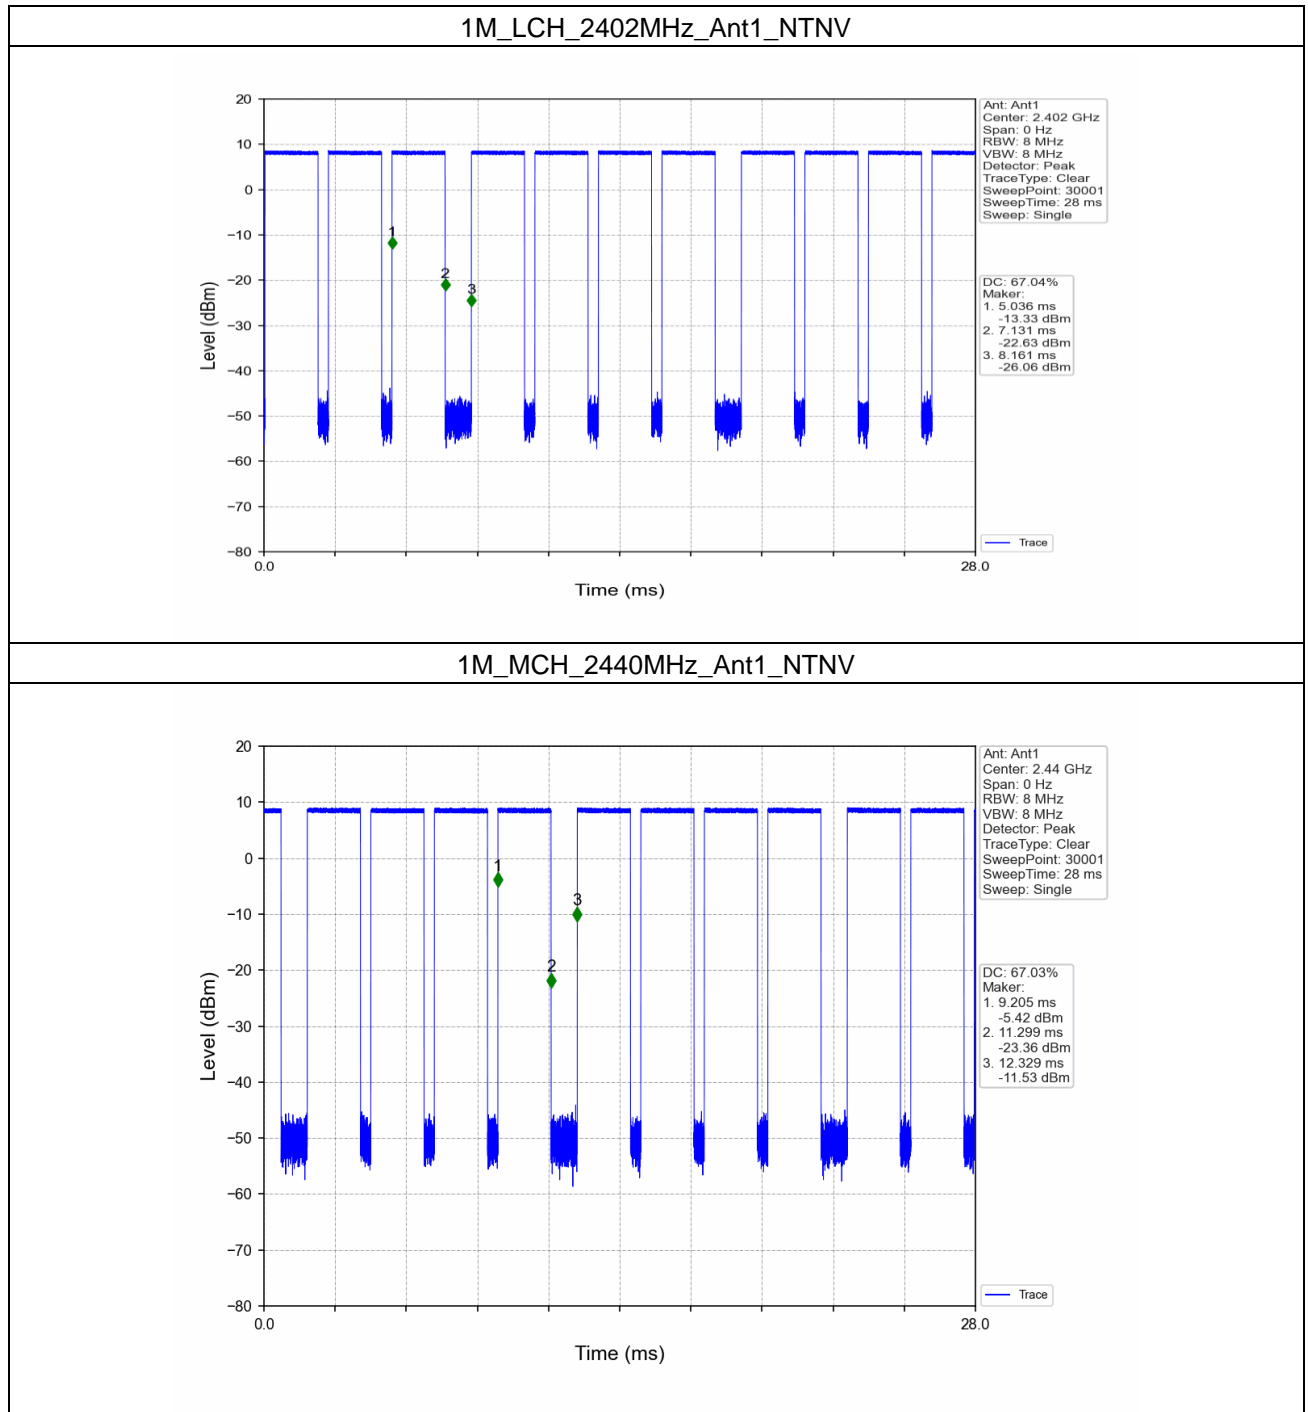 1M_LCH_2402MHz_Ant1_NTNV
20
10
0
−10
−20
−30
−40
−50
−60
−70
−80
Level (dBm)
1
2
3
0.0
28.0
Time (ms)
Ant: Ant1
Center: 2.402 GHz
Span: 0 Hz
RBW: 8 MHz
VBW: 8 MHz
Detector: Peak
TraceType: Clear
SweepPoint: 30001
SweepTime: 28 ms
Sweep: Single
DC: 67.04%
Maker:
1. 5.036 ms
-13.33 dBm
2. 7.131 ms
-22.63 dBm
3. 8.161 ms
-26.06 dBm
Trace
1M_MCH_2440MHz_Ant1_NTNV
20
10
0
−10
−20
−30
−40
−50
−60
−70
−80
Level (dBm)
1
2
3
0.0
28.0
Time (ms)
Ant: Ant1
Center: 2.44 GHz
Span: 0 Hz
RBW: 8 MHz
VBW: 8 MHz
Detector: Peak
TraceType: Clear
SweepPoint: 30001
SweepTime: 28 ms
Sweep: Single
DC: 67.03%
Maker:
1. 9.205 ms
-5.42 dBm
2. 11.299 ms
-23.36 dBm
3. 12.329 ms
-11.53 dBm
Trace